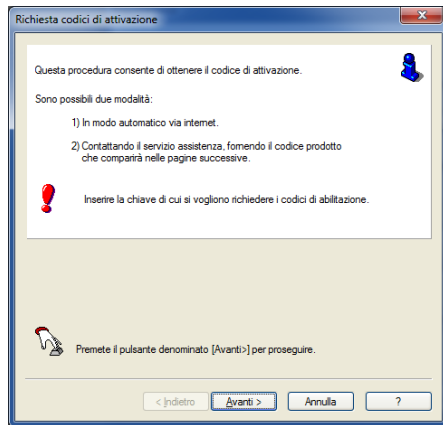 Richiesta codici di attivazione
Questa procedura consente di ottenere il codice di attivazione.
Sono possibili due modalità:
1) In modo automatico via internet.
2) Contattando il servizio assistenza, fornendo il codice prodotto
che comparirà nelle pagine successive.
Inserire la chiave di cui si vogliono richiedere i codici di abilitazione.
Premete il pulsante denominato [Avanti>] per proseguire.
< Indietro
Avanti >
Annulla
?